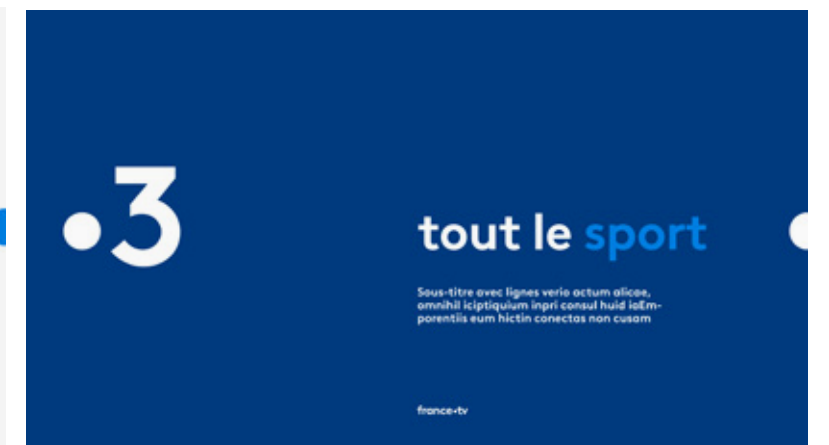 •3
tout le sport
Sous-titre avec lignes verio actum alicae,
omnihil iciptiquium inpri consul huid ioEm-
porentiis eum hictin conectas non cusam
france•tv